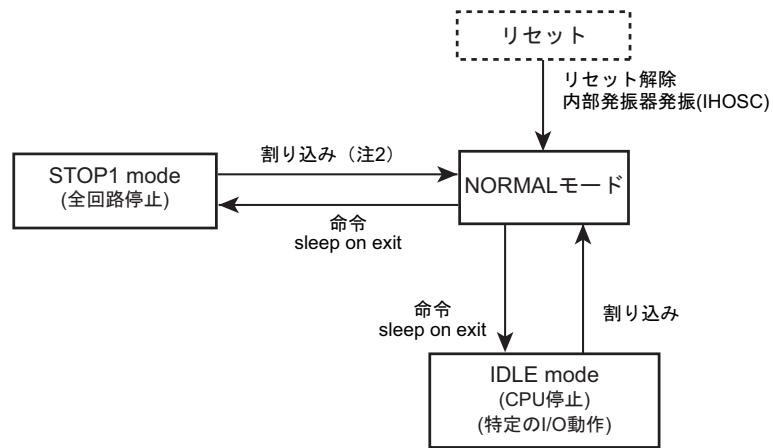 リセット
リセット解除
内部発振器発振(IHOSC)
STOP1 mode
(全回路停止)
割り込み（注2）
NORMALモード
命令
sleep on exit
命令
sleep on exit
割り込み
IDLE mode
(CPU停止)
(特定のI/O動作)